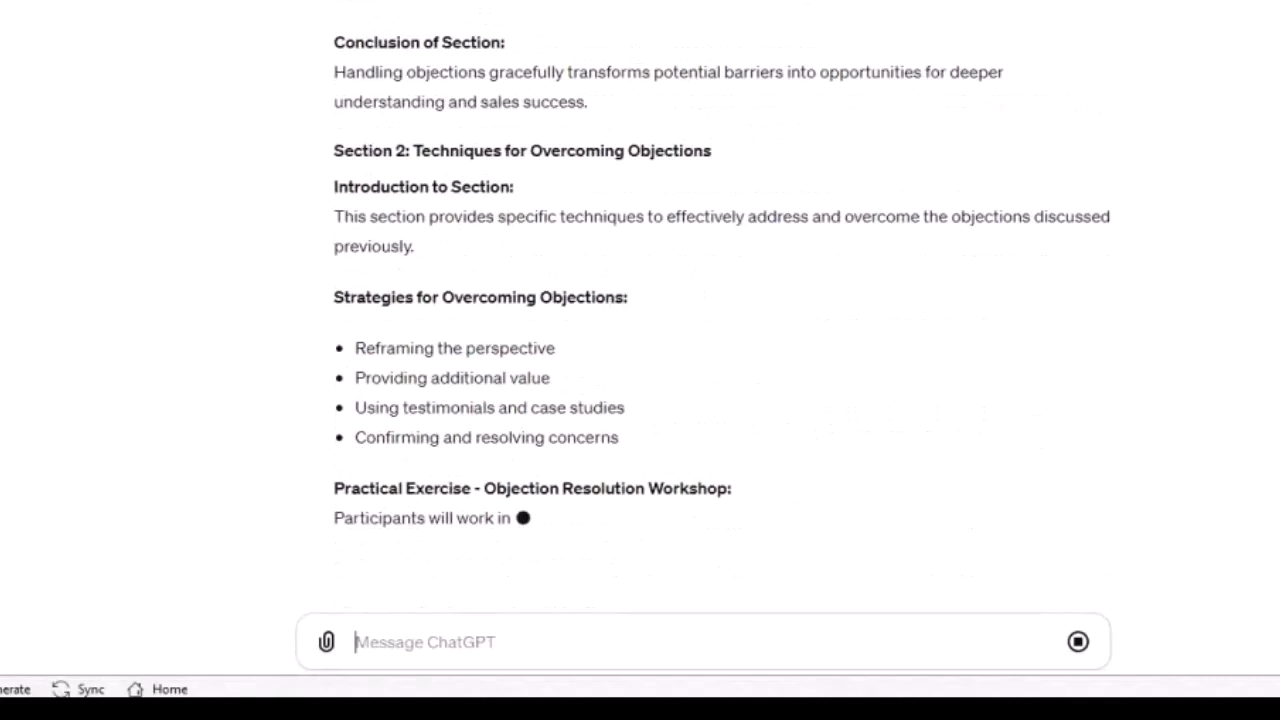 Conclusion of Section:
Handling objections gracefully transforms potential barriers into opportunities for deeper
understanding and sales success.
Section 2: Techniques for Overcoming Objections
Introduction to Section:
This section provides specific techniques to effectively address and overcome the objections discussed
previously.
Strategies for Overcoming Objections:
• Reframing the perspective
• Providing additional value
• Using testimonials and case studies
• Confirming and resolving concerns
Practical Exercise - Objection Resolution Workshop:
Participants will work in
Message ChatGPT
nerate Sync Home